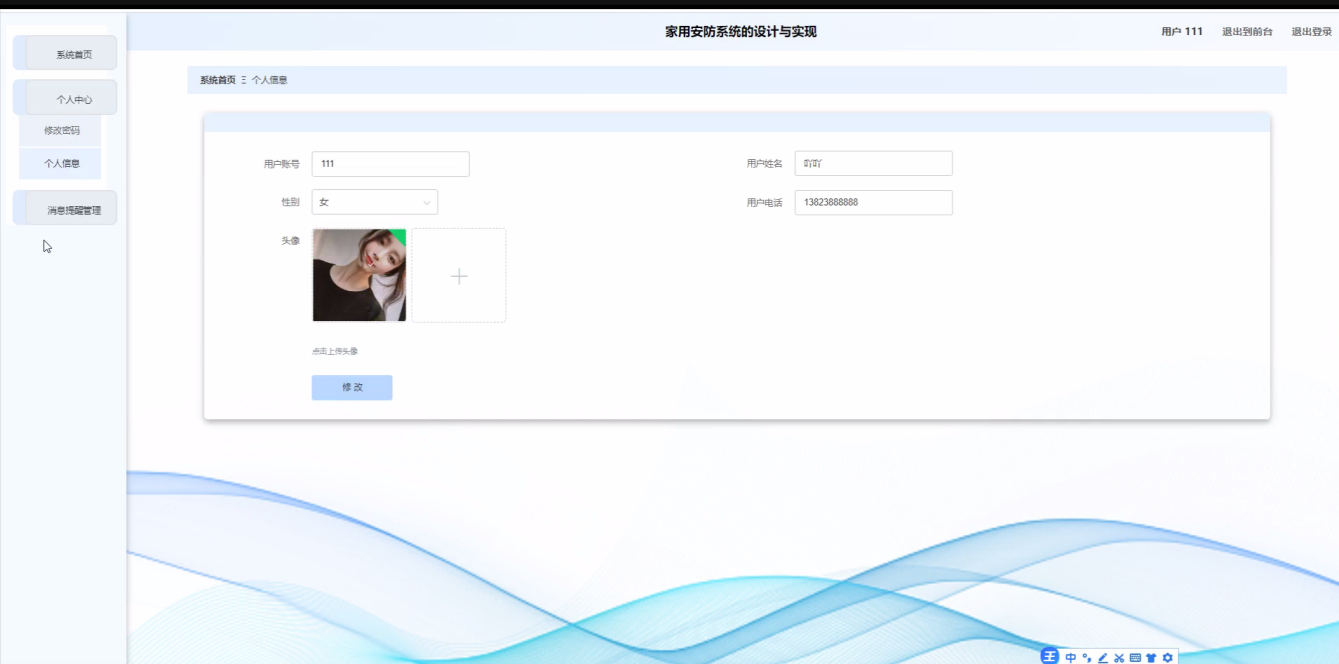 家用安防系统的设计与实现
用户 111 退出到前台 退出登录
系统首页
个人中心
修改密码
个人信息
消息提醒管理
系统首页 Ξ 个人信息
用户账号 111
用户姓名 吖吖
性别 女
用户电话 13823888888
头像
点击上传头像
修改
王 中